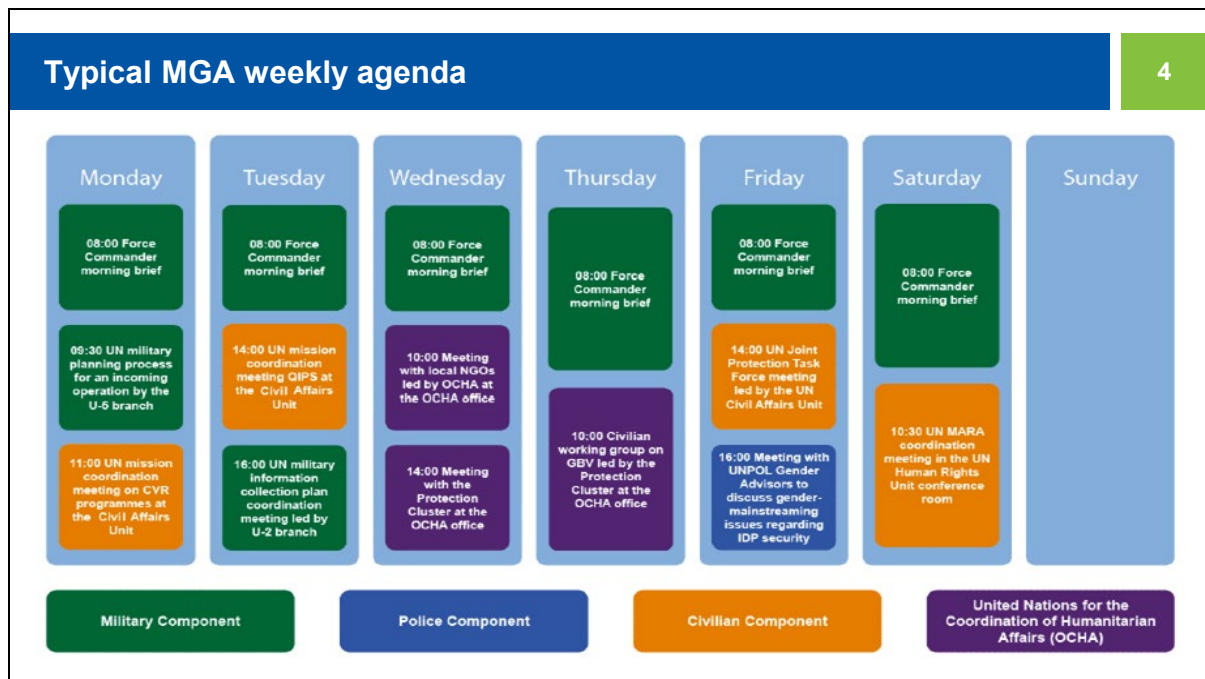 Typical MGA weekly agenda
4
Monday
08:00 Force
Commander
morning brief
09:30 UN military
planning process
for an incoming
operation by the
U-5 branch
11:00 UN mission
coordination
meeting on CVR
programmes at
the Civil Affairs
Unit
Tuesday
08:00 Force
Commander
morning brief
14:00 UN mission
coordination
meeting QIPS at
the Civil Affairs
Unit
16:00 UN military
information
collection plan
coordination
meeting led by
U-2 branch
Wednesday
08:00 Force
Commander
morning brief
10:00 Meeting
with local NGOs
led by OCHA at
the OCHA office
14:00 Meeting
with the
Protection
Cluster at the
OCHA office
Thursday
08:00 Force
Commander
morning brief
10:00 Civilian
working group on
GBV led by the
Protection
Cluster at the
OCHA office
Friday
08:00 Force
Commander
morning brief
14:00 UN Joint
Protection Task
Force meeting
led by the UN
Civil Affairs Unit
16:00 Meeting with
UNPOL Gender
Advisors to
discuss gender-
mainstreaming
issues regarding
IDP security
Saturday
08:00 Force
Commander
morning brief
10:30 UN MARA
coordination
meeting in the UN
Human Rights
Unit conference
room
Sunday
Military Component
Police Component
Civilian Component
United Nations for the
Coordination of Humanitarian
Affairs (OCHA)